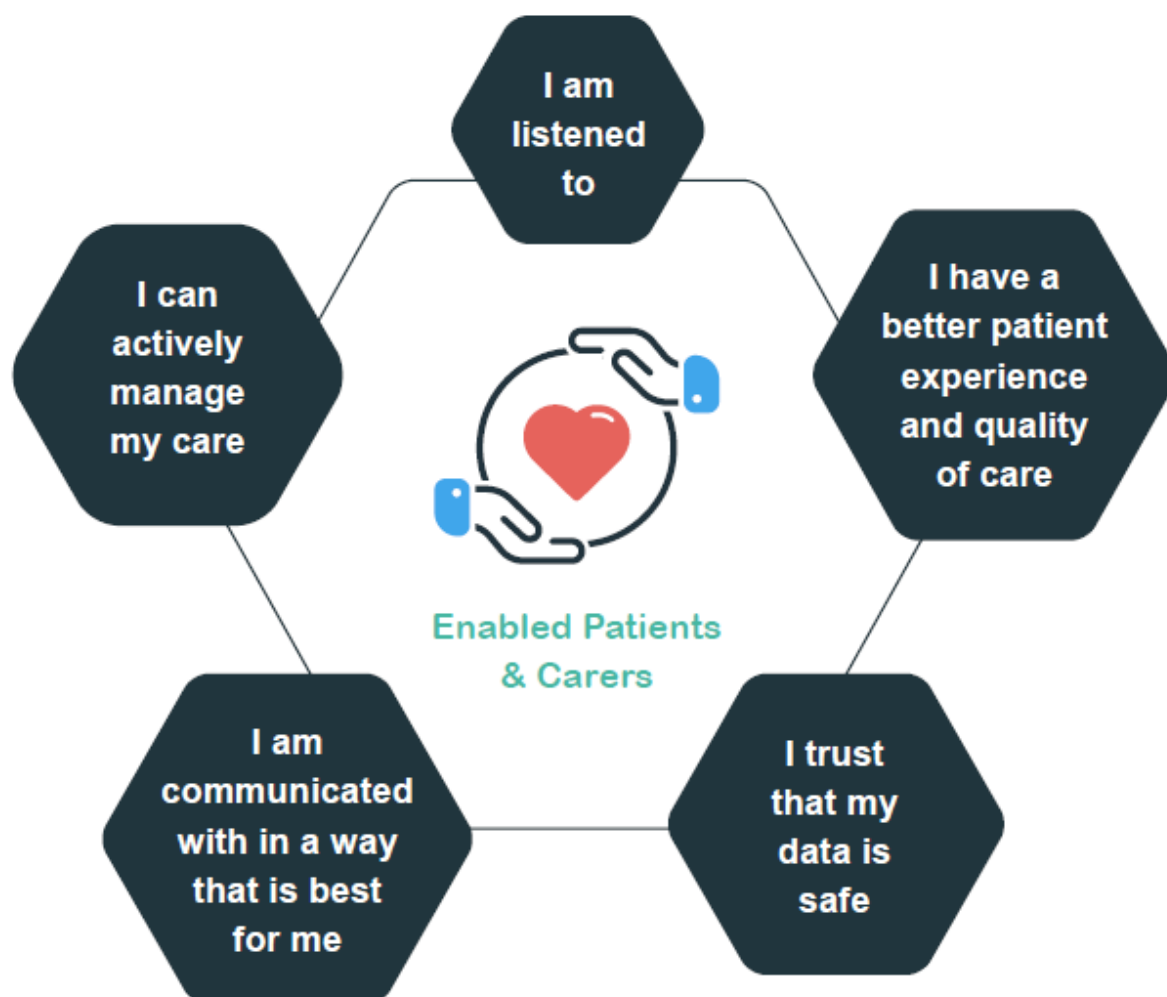 I am
listened
to
I can
actively
manage
my care
I have a
better patient
experience
and quality
of care
Enabled Patients
& Carers
I am
communicated
with in a way
that is best
for me
I trust
that my
data is
safe